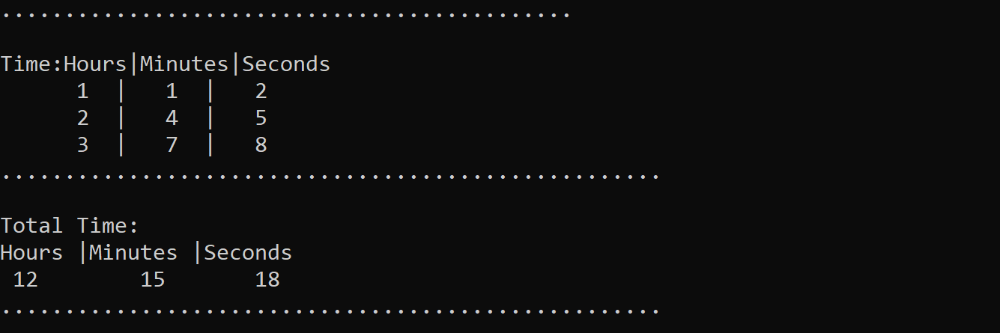 .............................................
Time:Hours|Minutes|Seconds
      1  |   1  |   2
      2  |   4  |   5
      3  |   7  |   8
....................................................
Total Time:
Hours |Minutes |Seconds
 12        15       18
....................................................